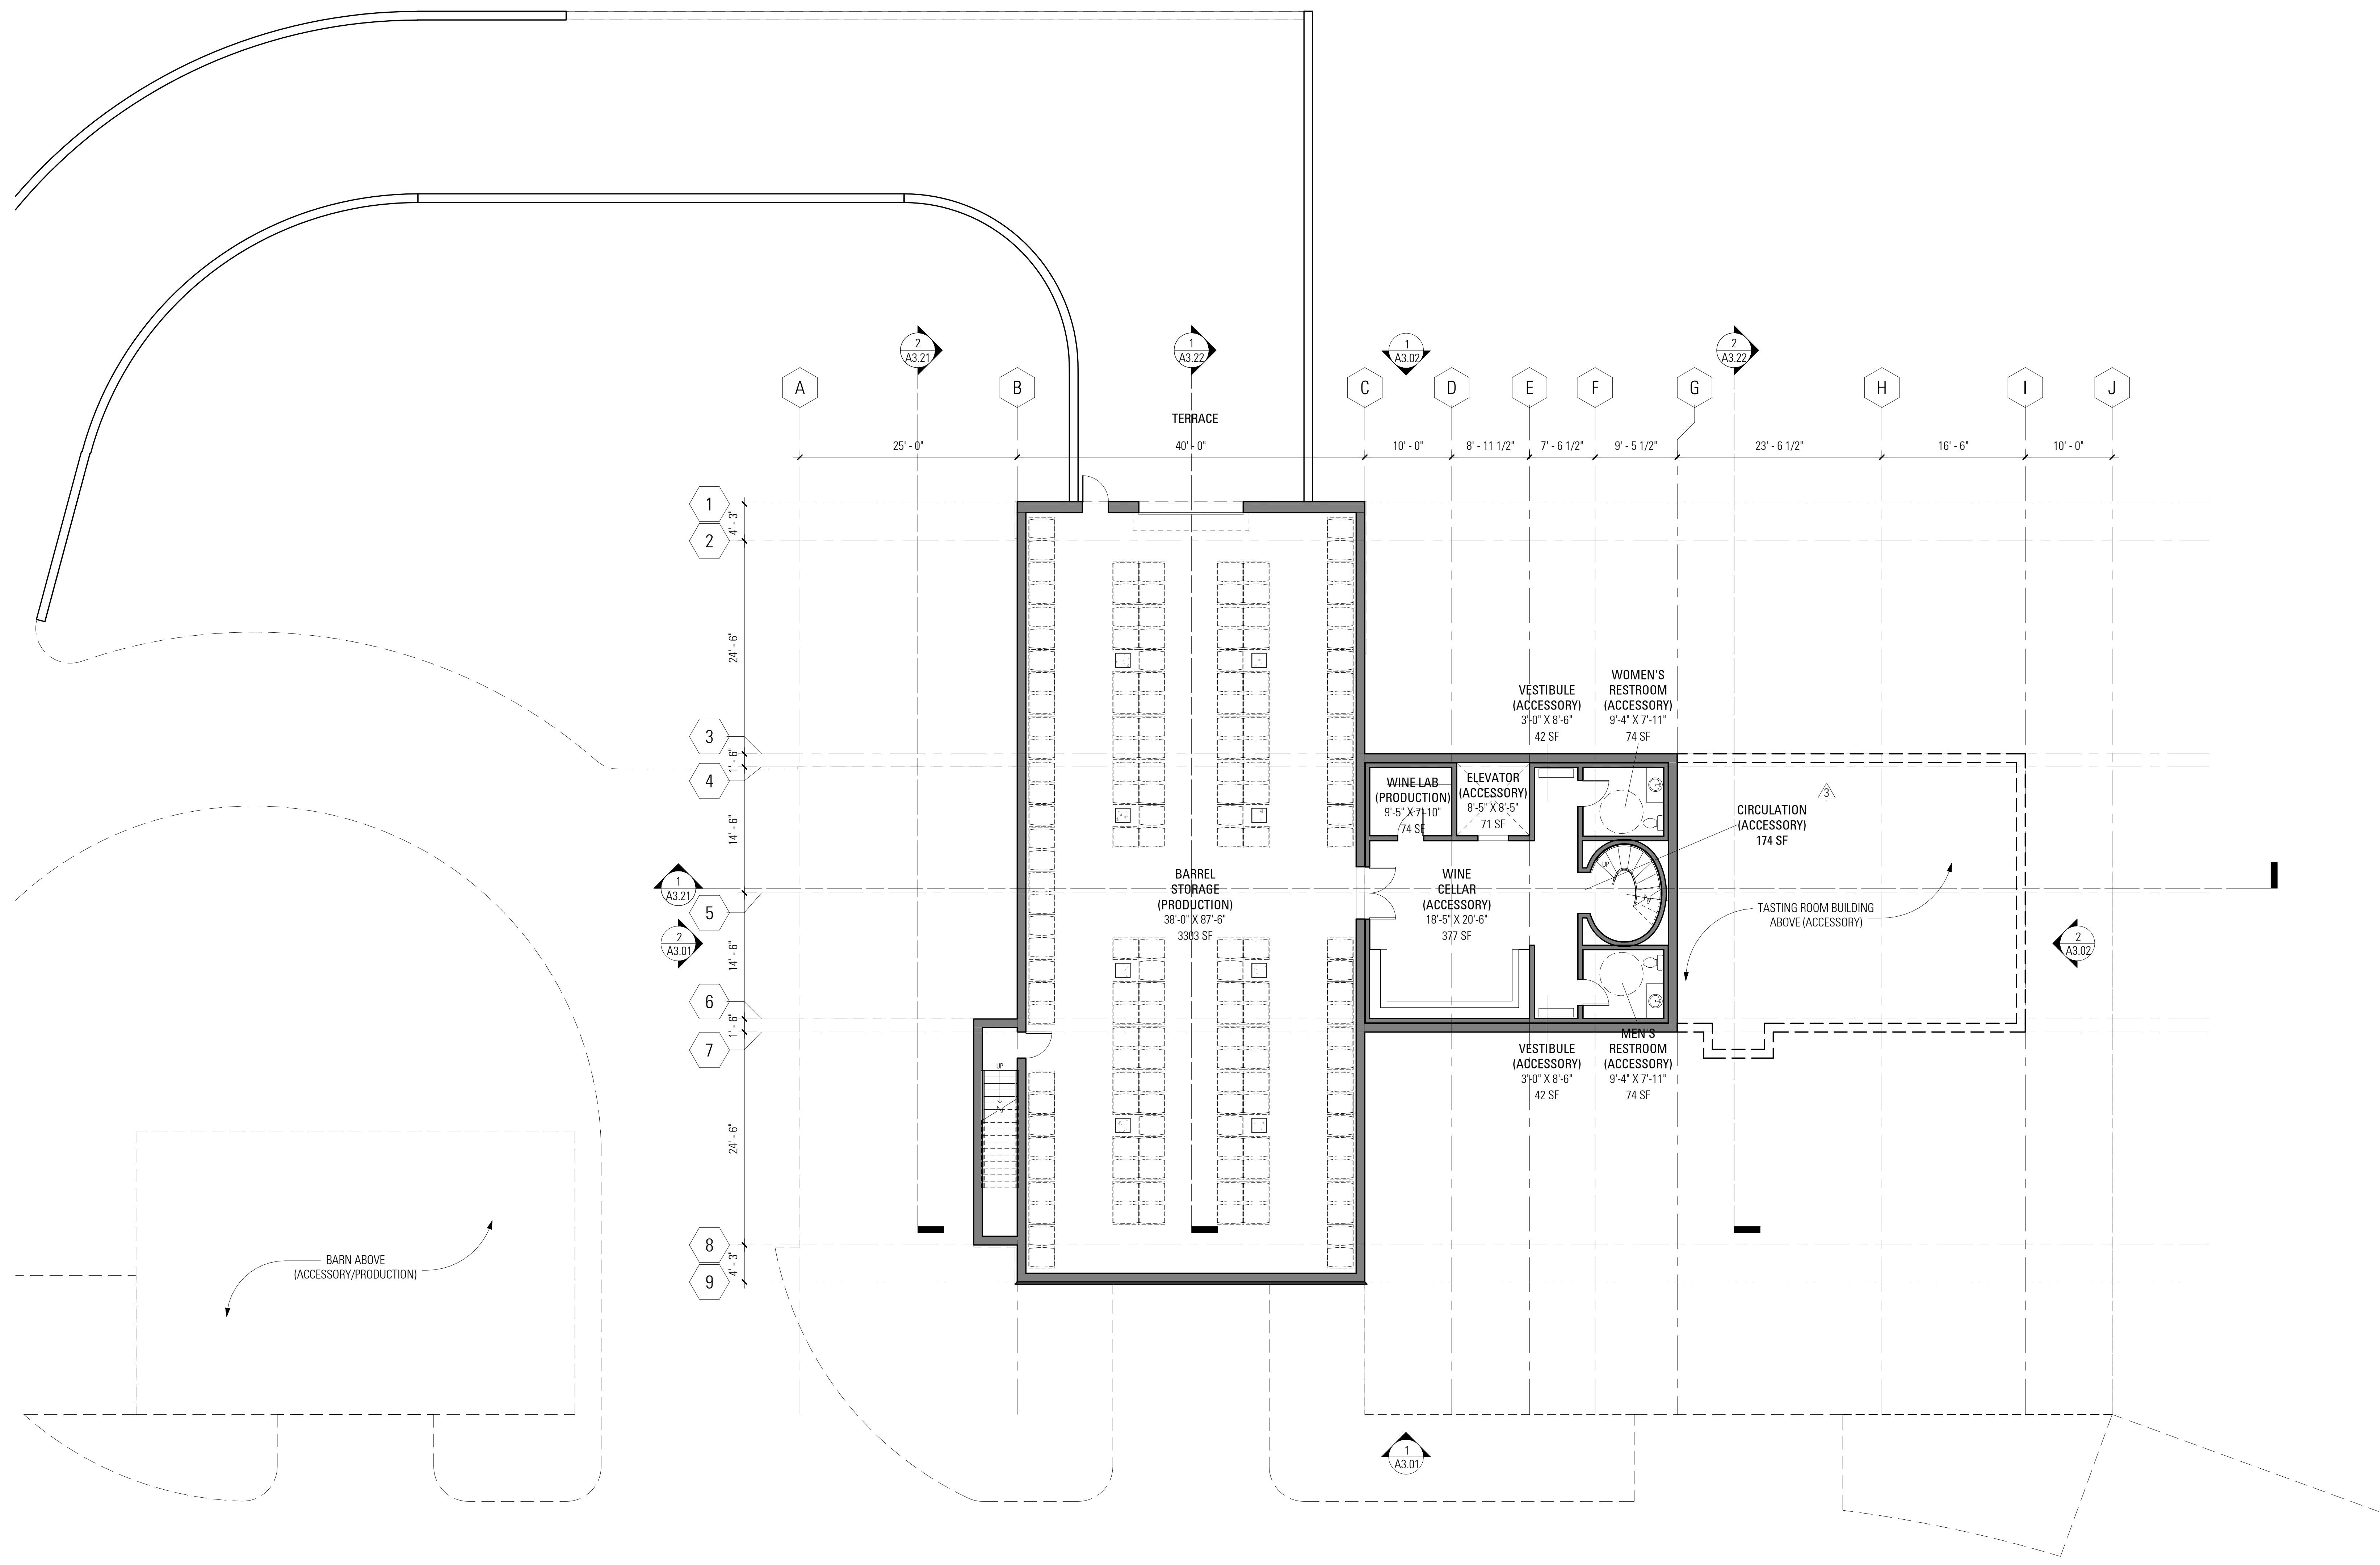 2
A3.21
1
A3.22
1
A3.02
2
A3.22
A
B
C
D
E
F
G
H
I
J
TERRACE
25' - 0"
40' - 0"
10' - 0"
8' - 11 1/2"
7' - 6 1/2"
9' - 5 1/2"
23' - 6 1/2"
16' - 6"
10' - 0"
1
4' - 3"
2
24' - 6"
3
1' - 6"
4
14' - 6"
1
A3.21
5
2
A3.01
14' - 6"
6
1' - 6"
7
24' - 6"
8
4' - 3"
9
VESTIBULE
(ACCESSORY)
3'-0" X 8'-6"
42 SF
WOMEN'S
RESTROOM
(ACCESSORY)
9'-4" X 7'-11"
74 SF
WINE LAB
(PRODUCTION)
9'-5" X 7'-10"
74 SF
ELEVATOR
(ACCESSORY)
8'-5" X 8'-5"
71 SF
3
CIRCULATION
(ACCESSORY)
174 SF
UP
BARREL
STORAGE
(PRODUCTION)
38'-0" X 87'-6"
3303 SF
WINE
CELLAR
(ACCESSORY)
18'-5" X 20'-6"
377 SF
TASTING ROOM BUILDING
ABOVE (ACCESSORY)
2
A3.02
VESTIBULE
(ACCESSORY)
3'-0" X 8'-6"
42 SF
MEN'S
RESTROOM
(ACCESSORY)
9'-4" X 7'-11"
74 SF
UP
BARN ABOVE
(ACCESSORY/PRODUCTION)
1
A3.01